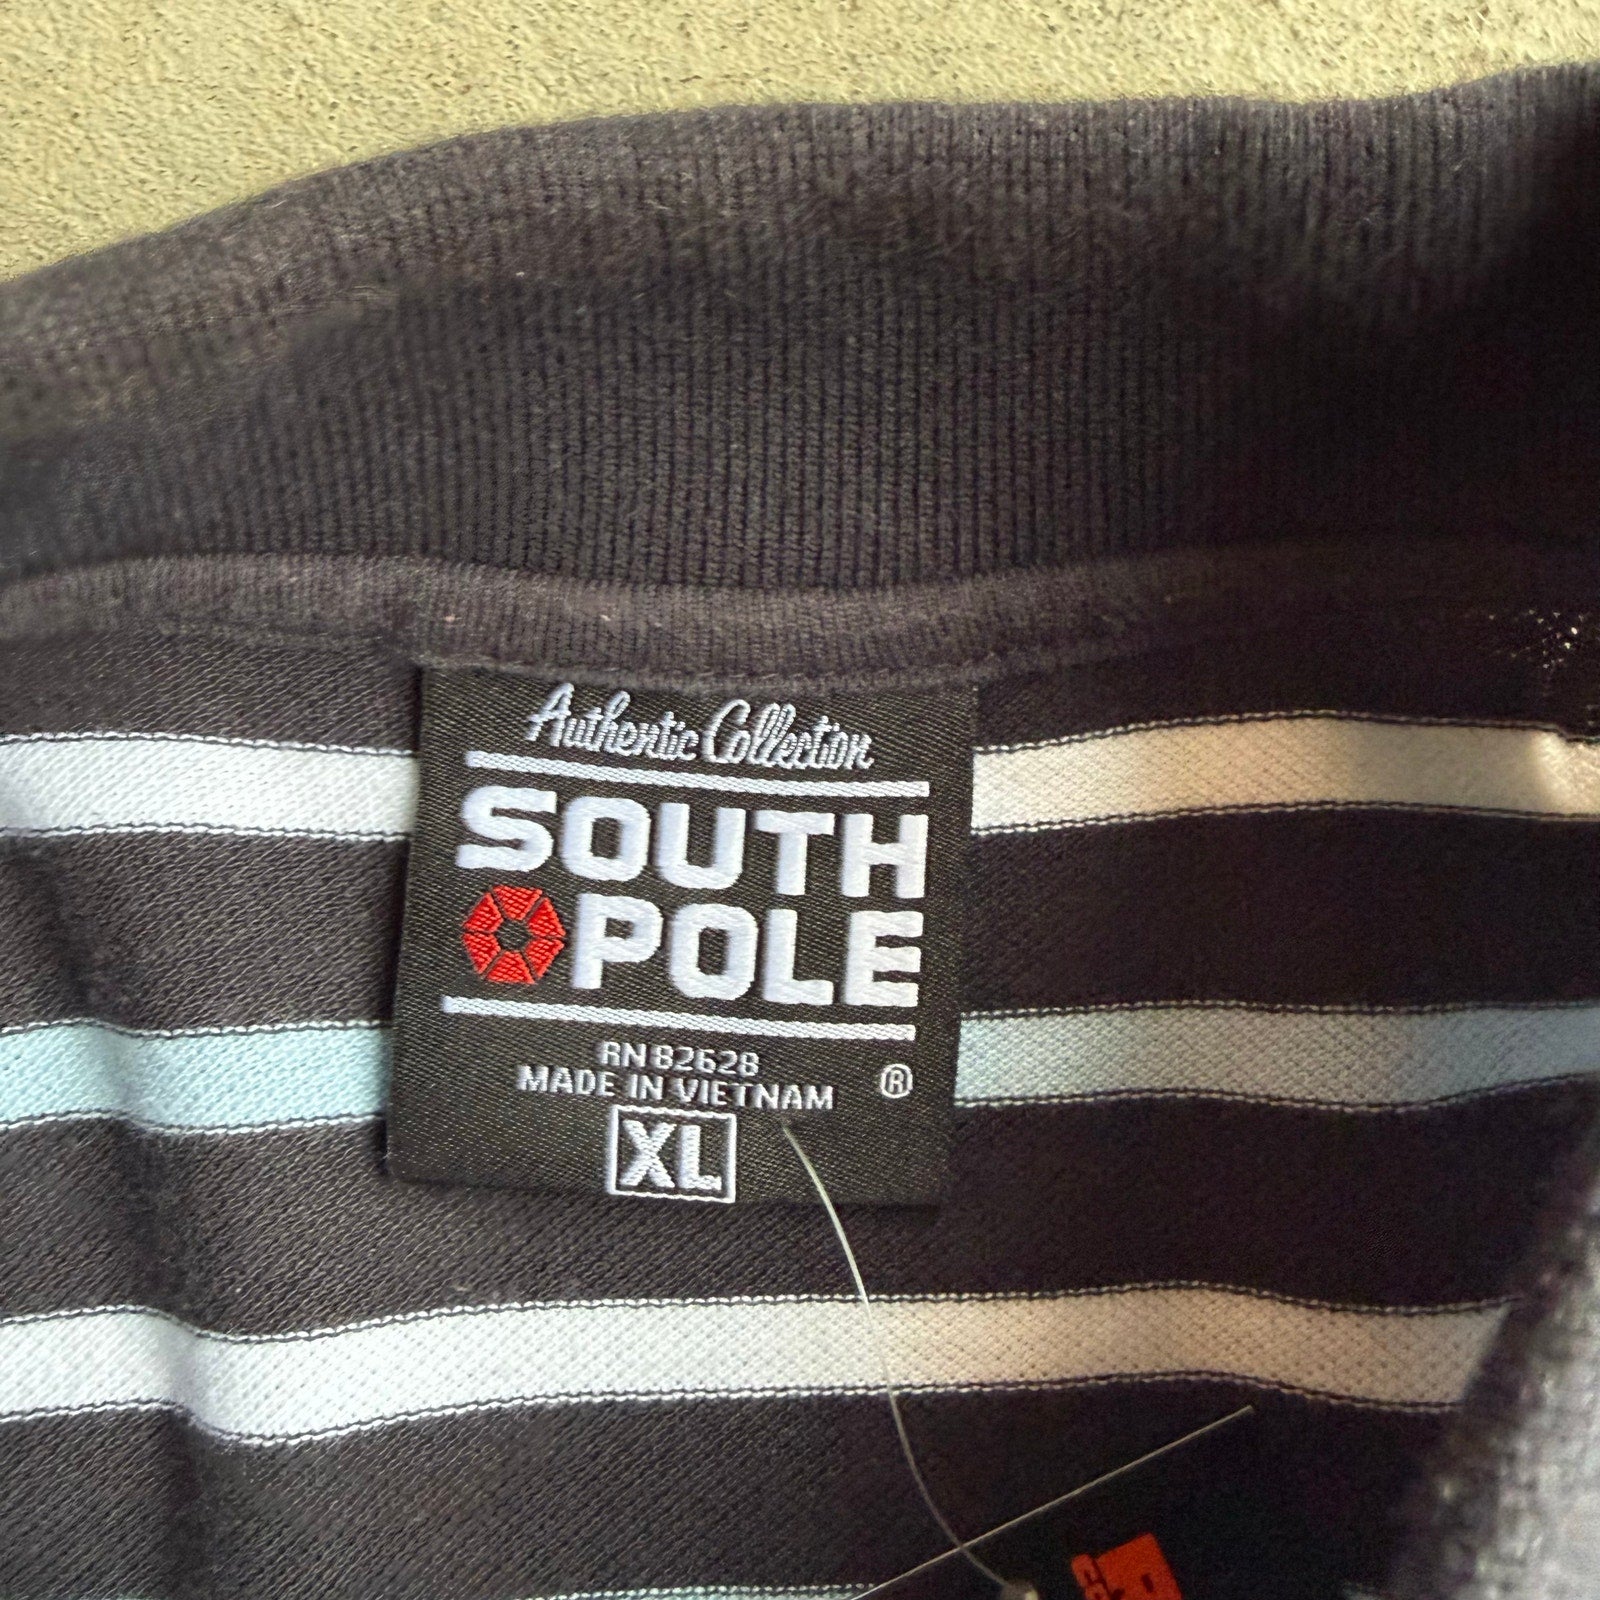 Authentic Collection
SOUTH
POLE
RN 82628
MADE IN VIETNAM
®
XL